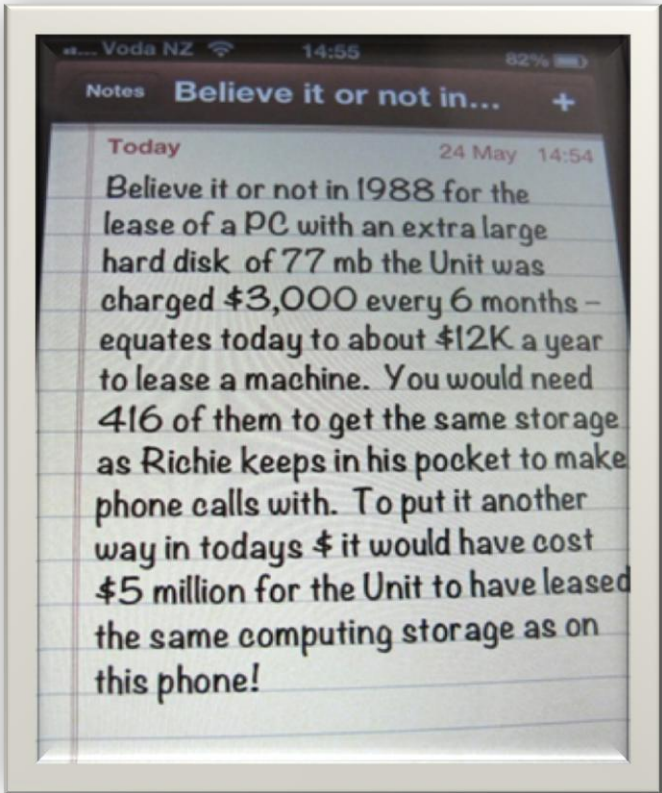 ... Voda NZ 14:55 82%
Notes Believe it or not in... +
Today 24 May 14:54
Believe it or not in 1988 for the
lease of a PC with an extra large
hard disk of 77 mb the Unit was
charged $3,000 every 6 months –
equates today to about $12K a year
to lease a machine. You would need
416 of them to get the same storage
as Richie keeps in his pocket to make
phone calls with. To put it another
way in todays $ it would have cost
$5 million for the Unit to have leased
the same computing storage as on
this phone!